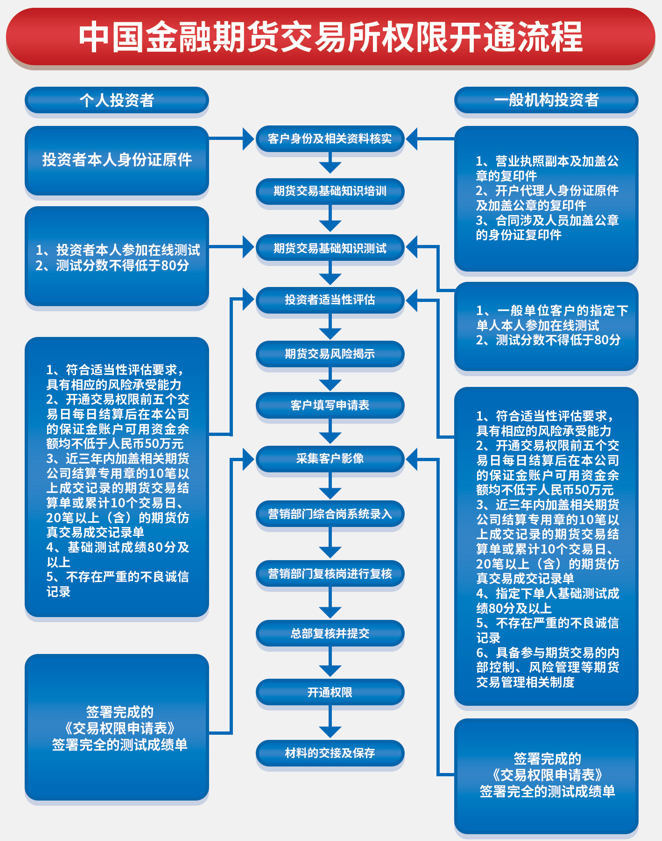 中国金融期货交易所权限开通流程
个人投资者
投资者本人身份证原件
1、投资者本人参加在线测试
2、测试分数不得低于80分
1、符合适当性评估要求，
具有相应的风险承受能力
2、开通交易权限前五个交
易日每日结算后在本公司
的保证金账户可用资金余
额均不低于人民币50万元
3、近三年内加盖相关期货
公司结算专用章的10笔以
上成交记录的期货交易结
算单或累计10个交易日、
20笔以上（含）的期货仿
真交易成交记录单
4、基础测试成绩80分及
以上
5、不存在严重的不良诚信
记录
签署完成的
《交易权限申请表》
签署完全的测试成绩单
客户身份及相关资料核实
期货交易基础知识培训
期货交易基础知识测试
投资者适当性评估
期货交易风险揭示
客户填写申请表
采集客户影像
营销部门综合岗系统录入
营销部门复核岗进行复核
总部复核并提交
开通权限
材料的交接及保存
一般机构投资者
1、营业执照副本及加盖公
章的复印件
2、开户代理人身份证原件
及加盖公章的复印件
3、合同涉及人员加盖公章
的身份证复印件
1、一般单位客户的指定下
单人本人参加在线测试
2、测试分数不得低于80分
1、符合适当性评估要求，
具有相应的风险承受能力
2、开通交易权限前五个交
易日每日结算后在本公司
的保证金账户可用资金余
额均不低于人民币50万元
3、近三年内加盖相关期货
公司结算专用章的10笔以
上成交记录的期货交易结
算单或累计10个交易日、
20笔以上（含）的期货仿
真交易成交记录单
4、指定下单人基础测试成
绩80分及以上
5、不存在严重的不良诚信
记录
6、具备参与期货交易的内
部控制、风险管理等期货
交易管理相关制度
签署完成的
《交易权限申请表》
签署完全的测试成绩单